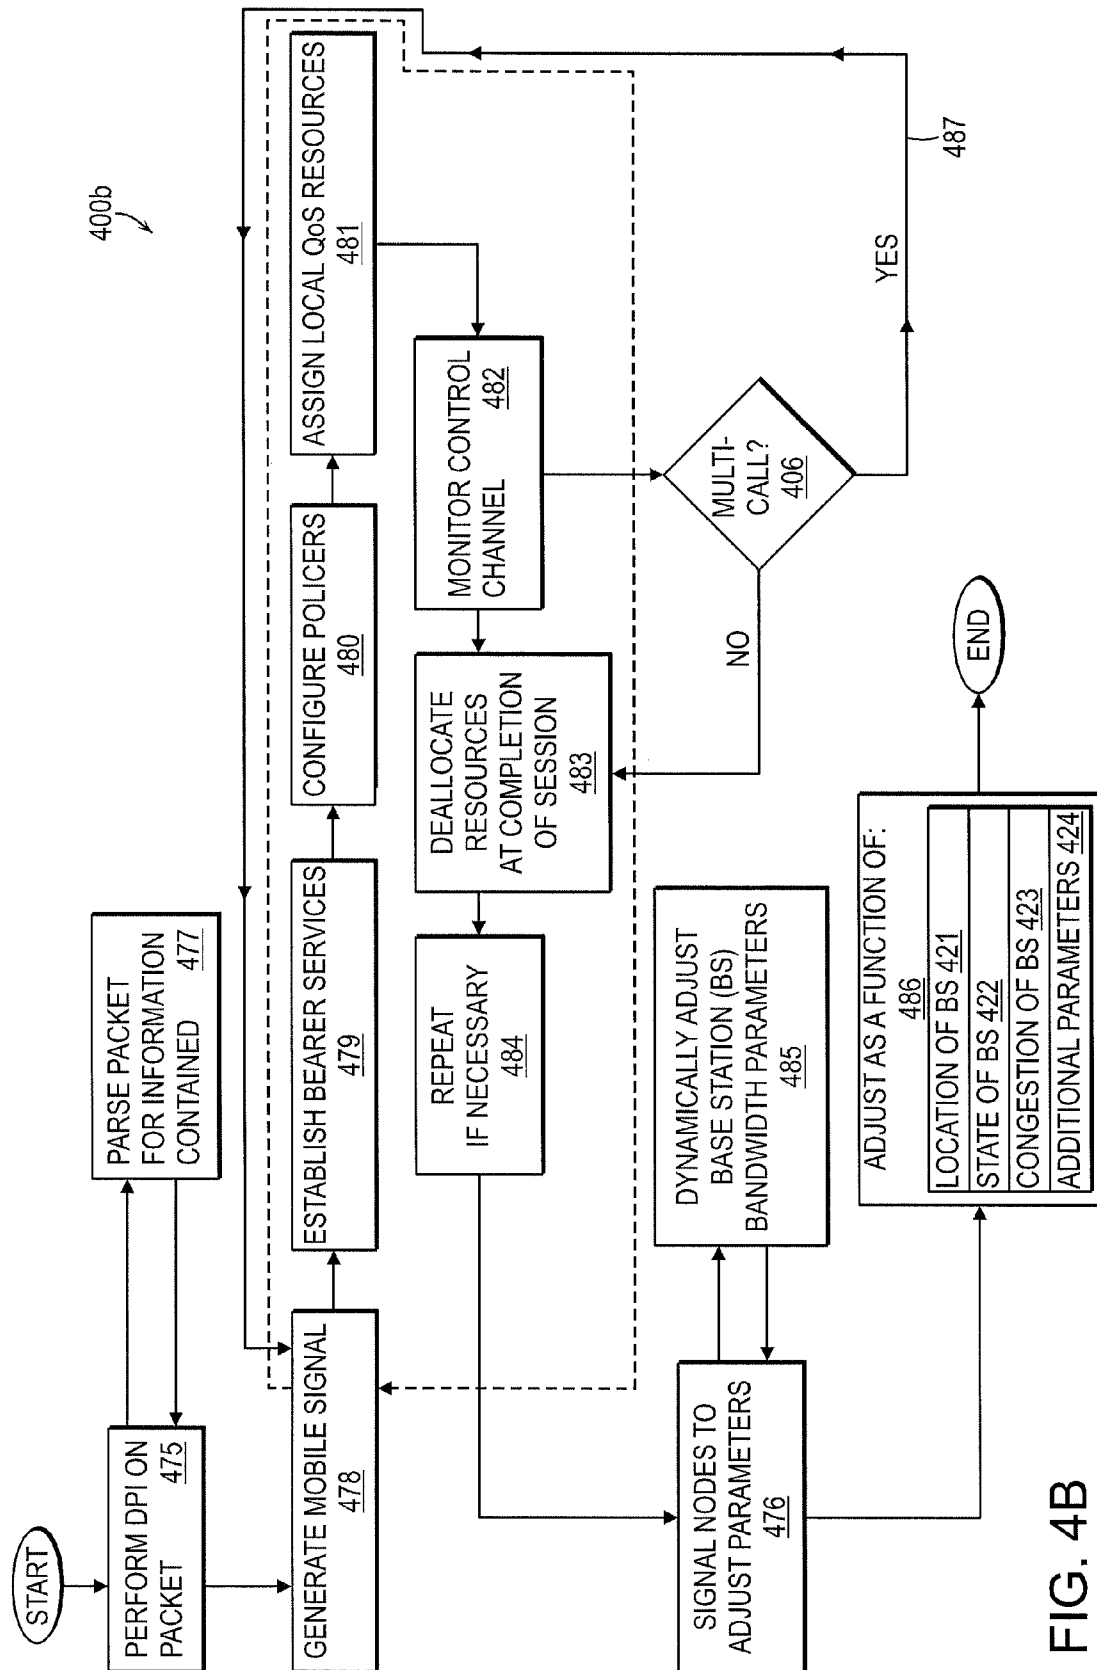 400b
START
PERFORM DPI ON
PACKET 475
PARSE PACKET
FOR INFORMATION
CONTAINED 477
GENERATE MOBILE SIGNAL
478
ESTABLISH BEARER SERVICES
479
CONFIGURE POLICERS
480
ASSIGN LOCAL QoS RESOURCES
481
MONITOR CONTROL
CHANNEL 482
DEALLOCATE
RESOURCES
AT COMPLETION
OF SESSION
483
REPEAT
IF NECESSARY
484
MULTI-
CALL?
406
NO
YES
487
SIGNAL NODES TO
ADJUST PARAMETERS
476
DYNAMICALLY ADJUST
BASE STATION (BS)
BANDWIDTH PARAMETERS
485
ADJUST AS A FUNCTION OF:
486
LOCATION OF BS 421
STATE OF BS 422
CONGESTION OF BS 423
ADDITIONAL PARAMETERS 424
END
FIG. 4B